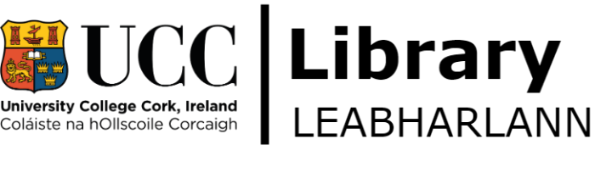 UCC
University College Cork, Ireland
Coláiste na hOllscoile Corcaigh
Library
LEABHARLANN